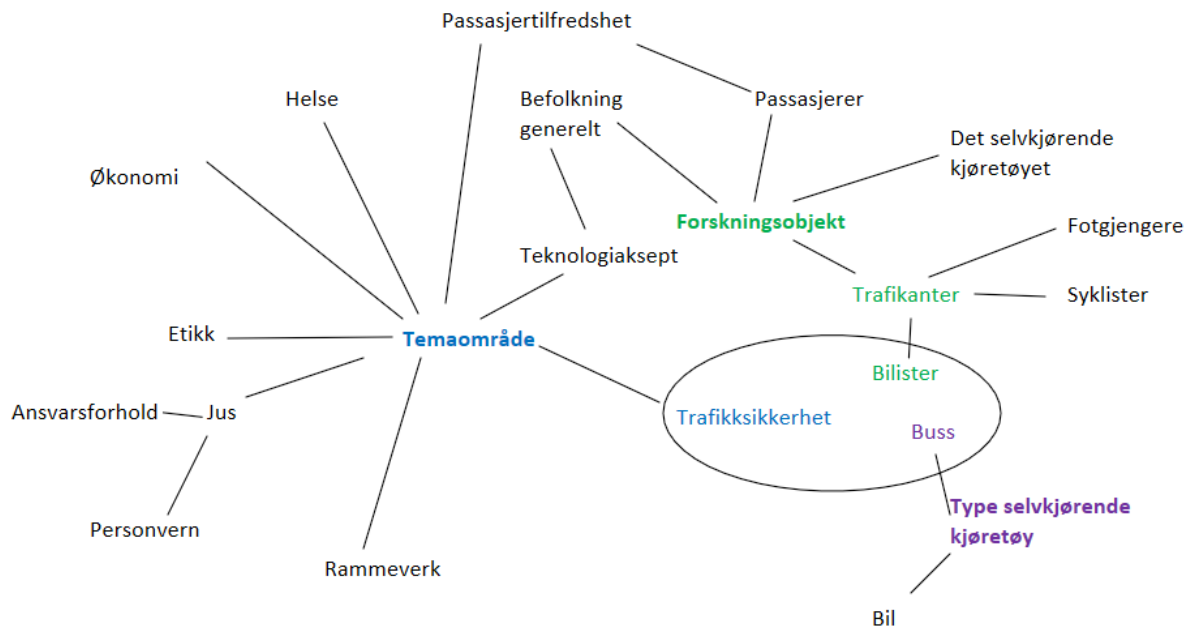 Passasjertilfredshet
Helse
Befolkning
generelt
Passasjerer
Det selvkjørende
kjøretøyet
Økonomi
Forskningsobjekt
Fotgjengere
Teknologiaksept
Trafikanter
Syklister
Etikk
Temaområde
Bilister
Ansvarsforhold
Jus
Trafikksikkerhet
Buss
Personvern
Type selvkjørende
kjøretøy
Rammeverk
Bil